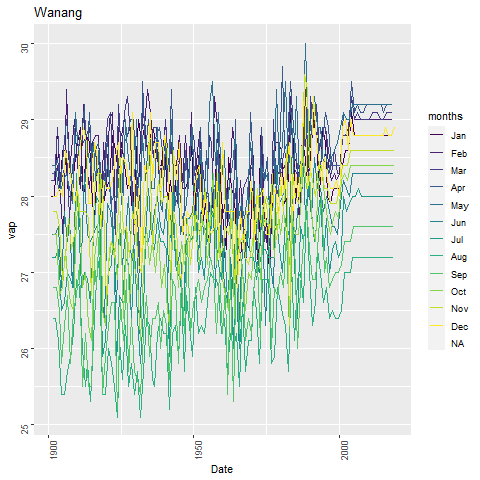 Wanang
30
29
28
27
26
25
vap
1900
1950
2000
Date
months
Jan
Feb
Mar
Apr
May
Jun
Jul
Aug
Sep
Oct
Nov
Dec
NA